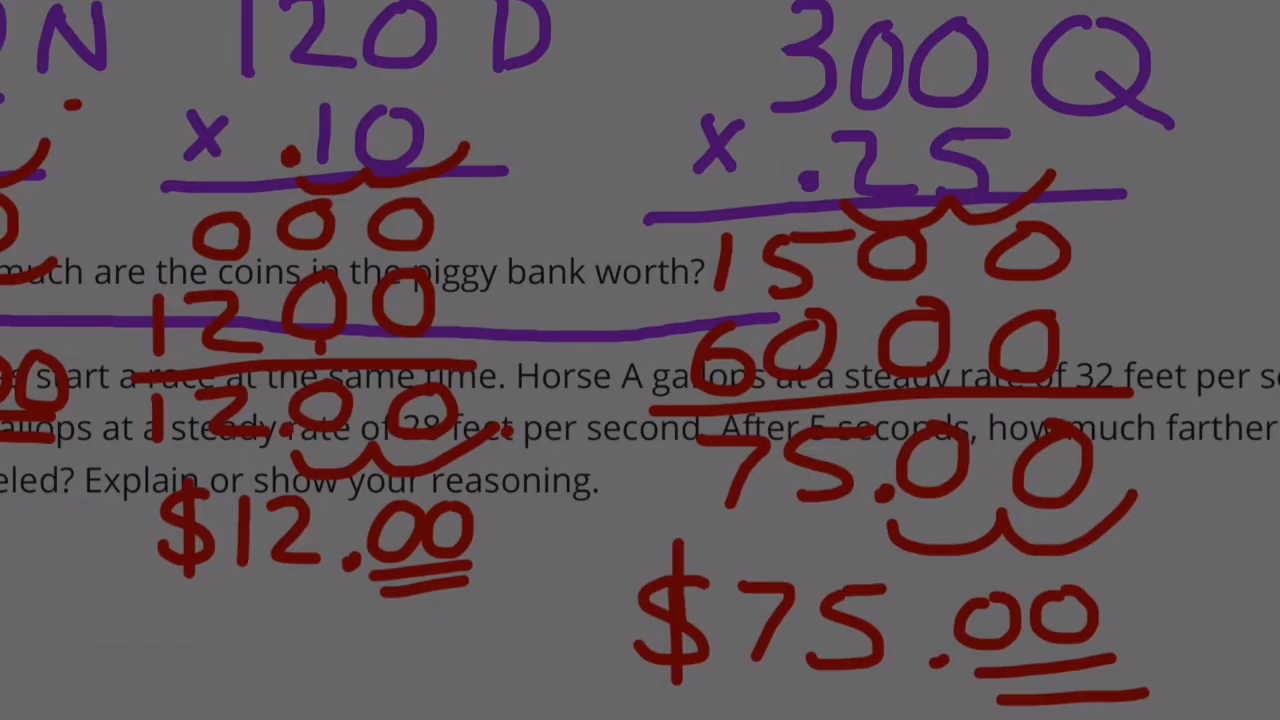 N 120 D 300 Q
x .10 x .25
000 1500
much are the coins in the piggy bank worth?
1200 6000
start a race at the same time. Horse A gallops at a steady rate of 32 feet per
12.00 75.00
at a steady rate of 28 feet per second. After 5 seconds, how much farther
Explain or show your reasoning.
$12.00
$75.00